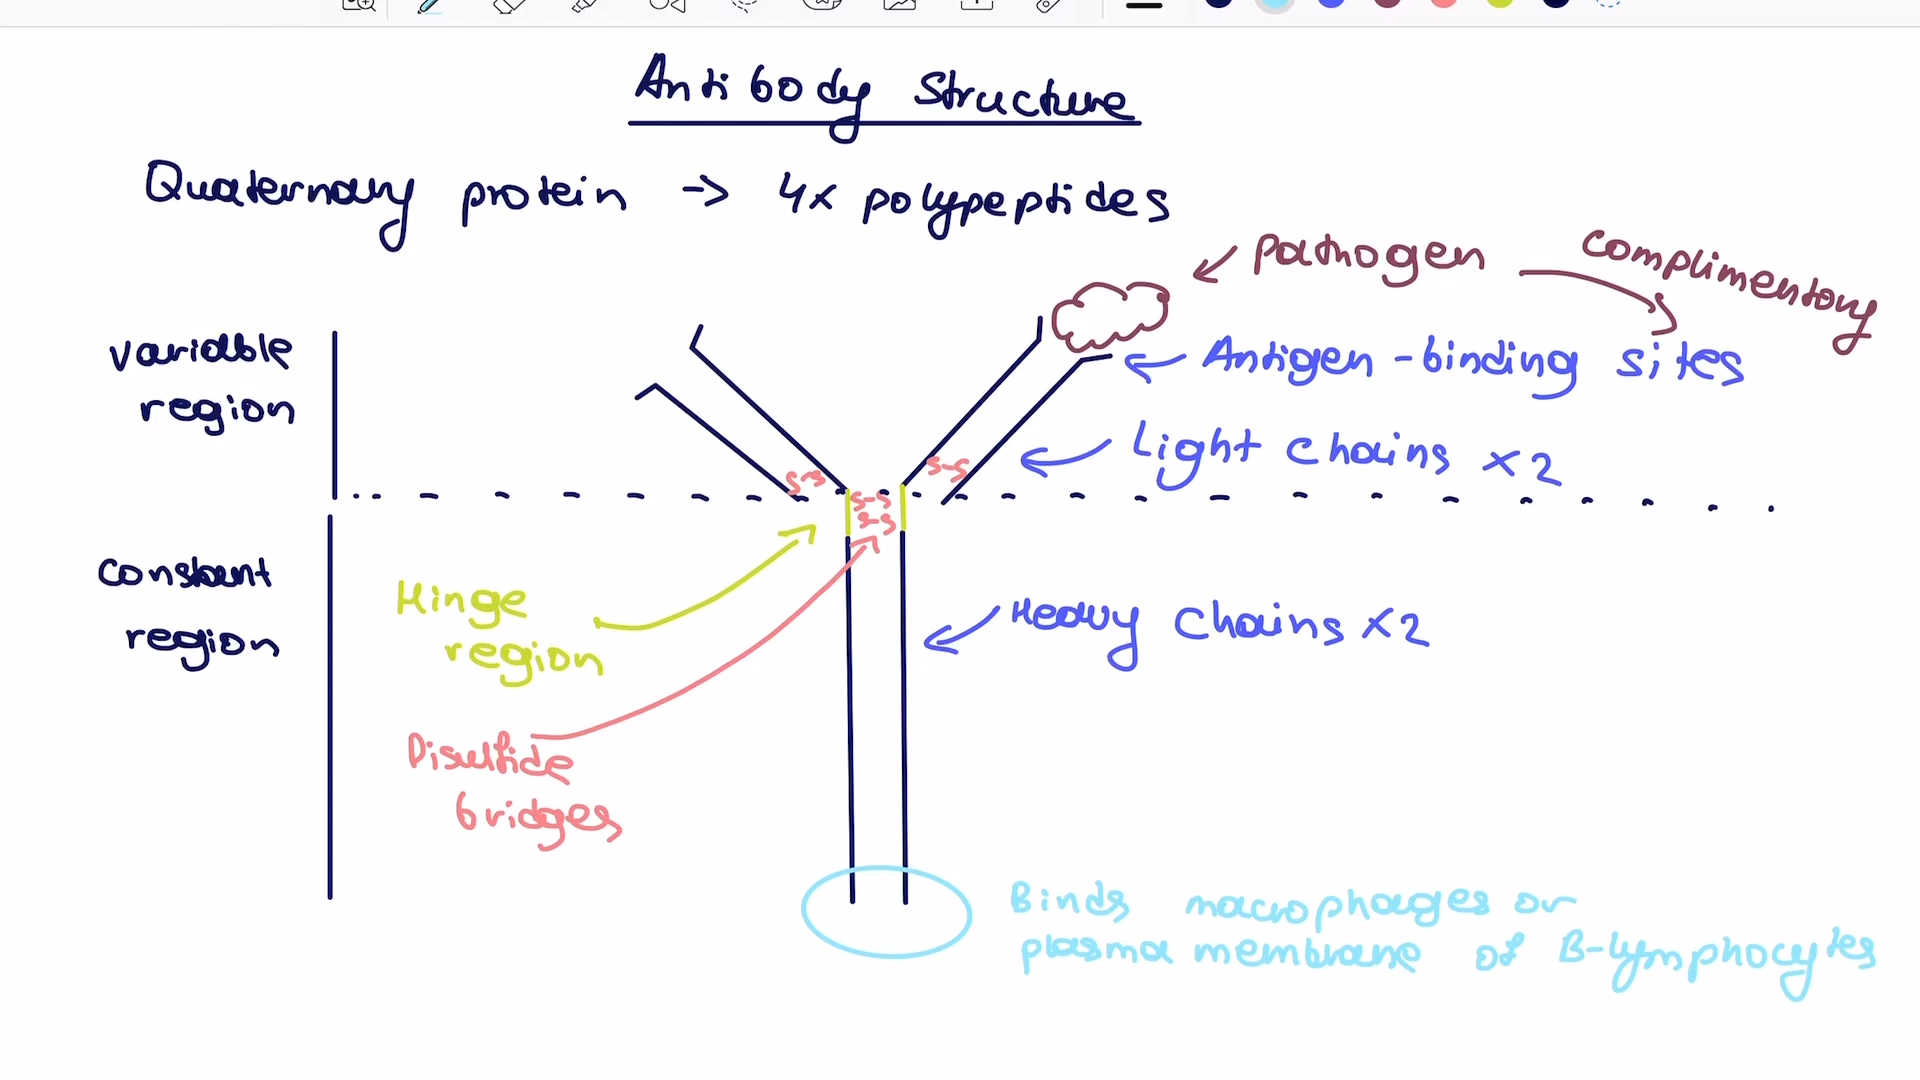 Antibody Structure
Quaternary protein → 4x polypeptides
Pathogen
complimentory
variable
region
Antigen-binding sites
Light chains x2
S-S
S-S
S-S
S-S
constant
region
Hinge
region
Heavy chains x2
Disulfide
bridges
Binds macrophages or
plasma membrane of B-lymphocytes